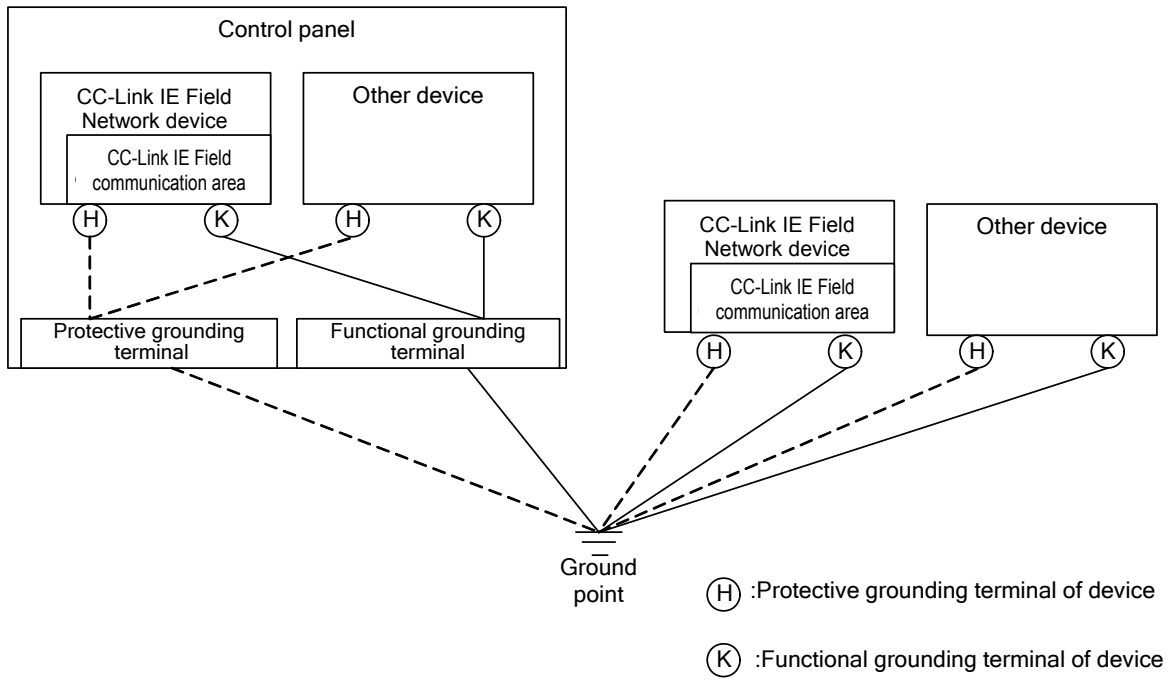 Control panel
CC-Link IE Field
Network device
CC-Link IE Field
communication area
H
K
Other device
H
K
Protective grounding
terminal
Functional grounding
terminal
CC-Link IE Field
Network device
CC-Link IE Field
communication area
H
K
Other device
H
K
Ground
point
H :Protective grounding terminal of device
K :Functional grounding terminal of device